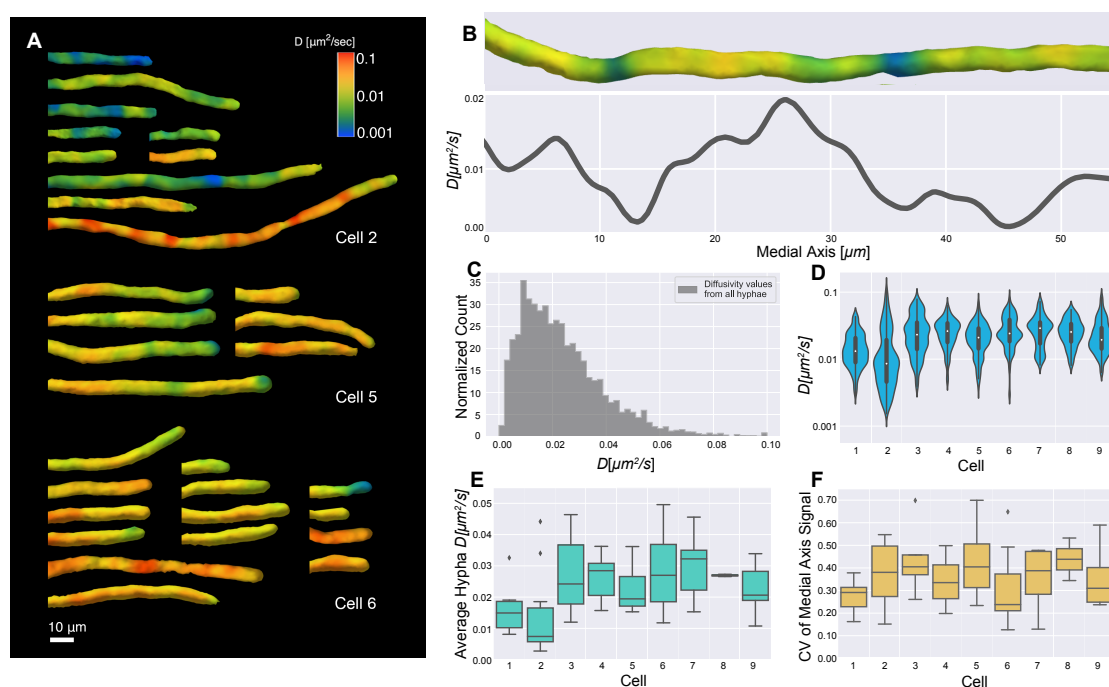 A
D [µm²/sec]
0.1
0.01
0.001
Cell 2
Cell 5
Cell 6
10 µm
B
0.02
0.01
0.00
D[µm²/s]
0 10 20 30 40 50
Medial Axis [µm]
C
Diffusivity values
from all hyphae
35
30
25
20
15
10
5
0
Normalized Count
0.00 0.02 0.04 0.06 0.08 0.10
D[µm²/s]
D
0.1
0.01
0.001
D[µm²/s]
1 2 3 4 5 6 7 8 9
Cell
E
0.05
0.04
0.03
0.02
0.01
0.00
Average Hypha D[µm²/s]
1 2 3 4 5 6 7 8 9
Cell
F
0.70
0.60
0.50
0.40
0.30
0.20
0.10
0.00
CV of Medial Axis Signal
1 2 3 4 5 6 7 8 9
Cell